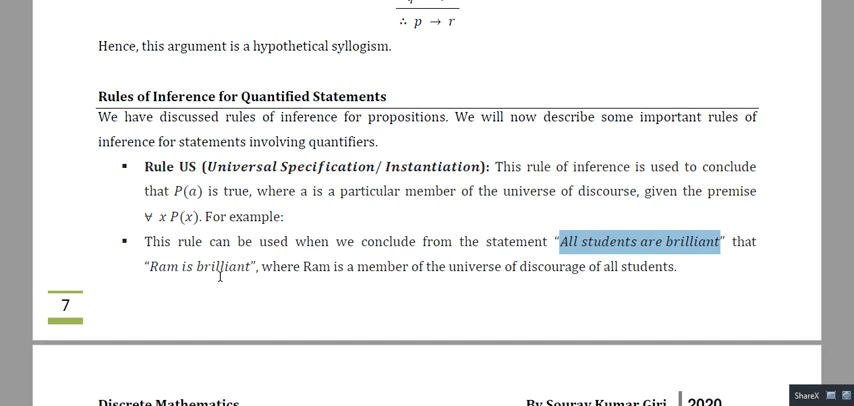 ∴ p → r
Hence, this argument is a hypothetical syllogism.
Rules of Inference for Quantified Statements
We have discussed rules of inference for propositions. We will now describe some important rules of
inference for statements involving quantifiers.
▪ Rule US (Universal Specification/ Instantiation): This rule of inference is used to conclude
that P(a) is true, where a is a particular member of the universe of discourse, given the premise
∀ x P(x). For example:
▪ This rule can be used when we conclude from the statement “All students are brilliant” that
“Ram is brilliant”, where Ram is a member of the universe of discourage of all students.
7
Discrete Mathematics
By Sourav Kumar Giri
2020
ShareX